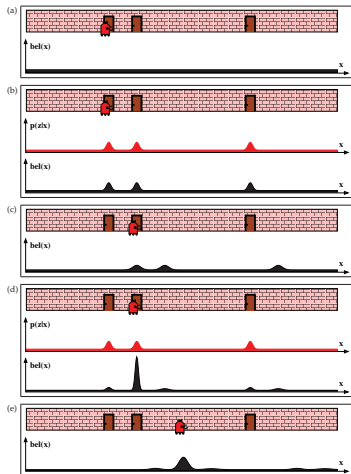 (a)
bel(x)
x
(b)
p(z|x)
x
bel(x)
x
(c)
bel(x)
x
(d)
p(z|x)
x
bel(x)
x
(e)
bel(x)
x